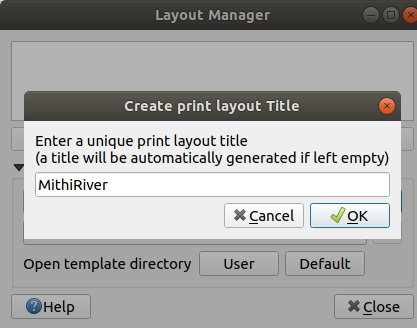 Layout Manager
Create print layout Title
Enter a unique print layout title
(a title will be automatically generated if left empty)
MithiRiver
Cancel
OK
Open template directory
User
Default
Help
Close